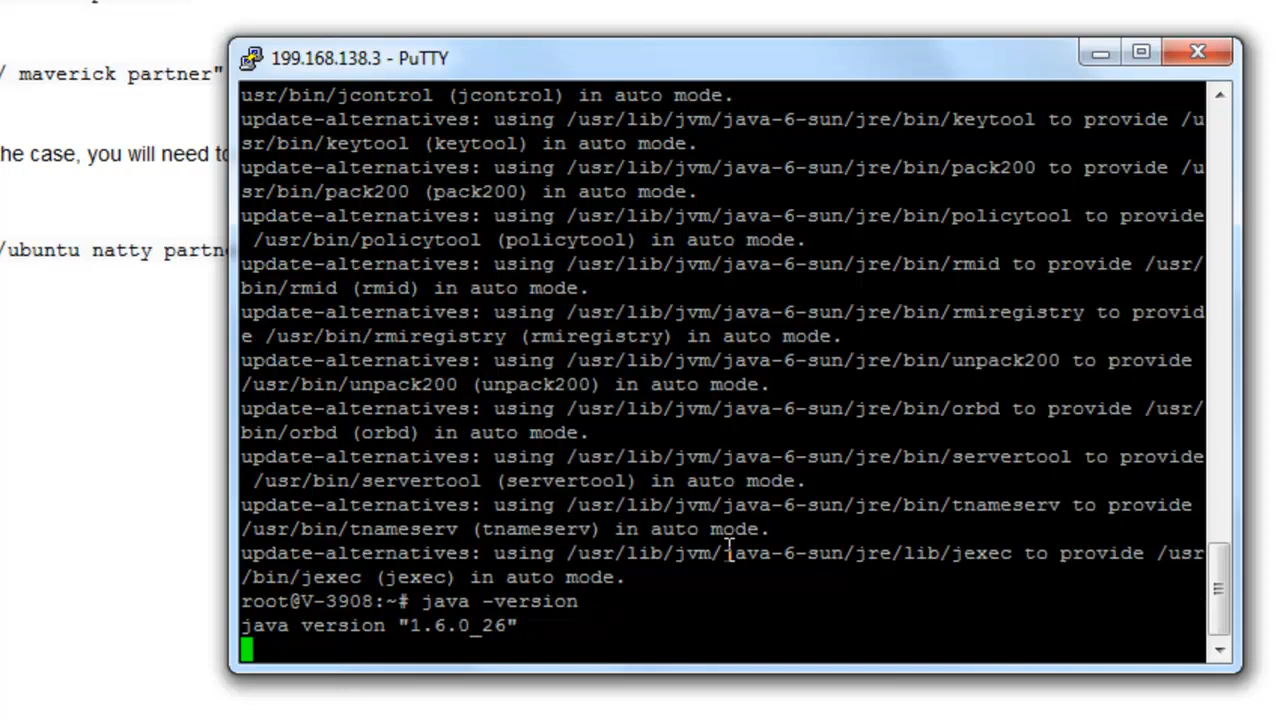 / maverick partner"
he case, you will need to
/ubuntu natty partn
199.168.138.3 - PuTTY
usr/bin/jcontrol (jcontrol) in auto mode.
update-alternatives: using /usr/lib/jvm/java-6-sun/jre/bin/keytool to provide /u
sr/bin/keytool (keytool) in auto mode.
update-alternatives: using /usr/lib/jvm/java-6-sun/jre/bin/pack200 to provide /u
sr/bin/pack200 (pack200) in auto mode.
update-alternatives: using /usr/lib/jvm/java-6-sun/jre/bin/policytool to provide
/usr/bin/policytool (policytool) in auto mode.
update-alternatives: using /usr/lib/jvm/java-6-sun/jre/bin/rmid to provide /usr/
bin/rmid (rmid) in auto mode.
update-alternatives: using /usr/lib/jvm/java-6-sun/jre/bin/rmiregistry to provid
e /usr/bin/rmiregistry (rmiregistry) in auto mode.
update-alternatives: using /usr/lib/jvm/java-6-sun/jre/bin/unpack200 to provide
/usr/bin/unpack200 (unpack200) in auto mode.
update-alternatives: using /usr/lib/jvm/java-6-sun/jre/bin/orbd to provide /usr/
bin/orbd (orbd) in auto mode.
update-alternatives: using /usr/lib/jvm/java-6-sun/jre/bin/servertool to provide
/usr/bin/servertool (servertool) in auto mode.
update-alternatives: using /usr/lib/jvm/java-6-sun/jre/bin/tnameserv to provide
/usr/bin/tnameserv (tnameserv) in auto mode.
update-alternatives: using /usr/lib/jvm/java-6-sun/jre/lib/jexec to provide /usr
/bin/jexec (jexec) in auto mode.
root@V-3908:~# java -version
java version "1.6.0_26"